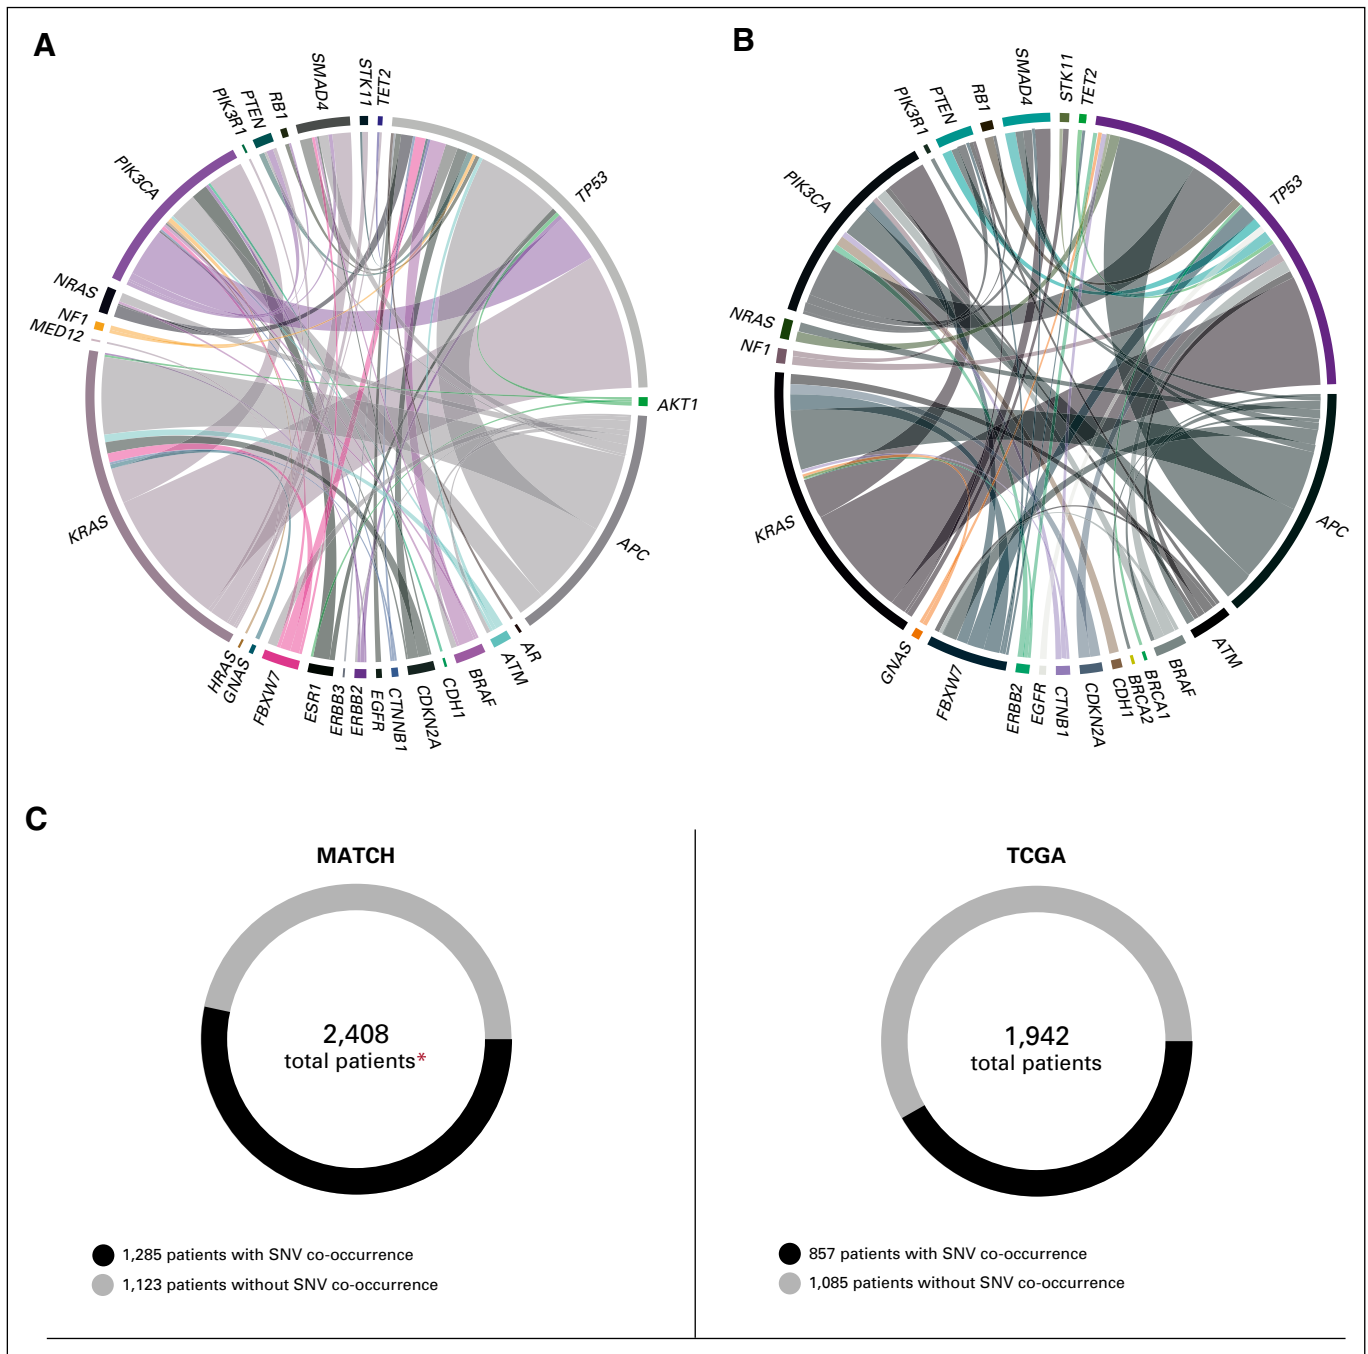 A
PIK3R1
PTEN
RB1
SMAD4
STK11
TET2
TP53
AKT1
APC
AR
ATM
BRAF
CDH1
CDKN2A
CTNNB1
EGFR
ERBB2
ERBB3
ESR1
FBXW7
GNAS
HRAS
KRAS
MED12
NF1
NRAS
PIK3CA
B
PIK3R1
PTEN
RB1
SMAD4
STK11
TET2
TP53
APC
ATM
BRAF
BRCA1
BRCA2
CDH1
CDKN2A
CTNB1
EGFR
ERBB2
FBXW7
GNAS
KRAS
NF1
NRAS
PIK3CA
C
MATCH
2,408
total patients*
1,285 patients with SNV co-occurrence
1,123 patients without SNV co-occurrence
TCGA
1,942
total patients
857 patients with SNV co-occurrence
1,085 patients without SNV co-occurrence